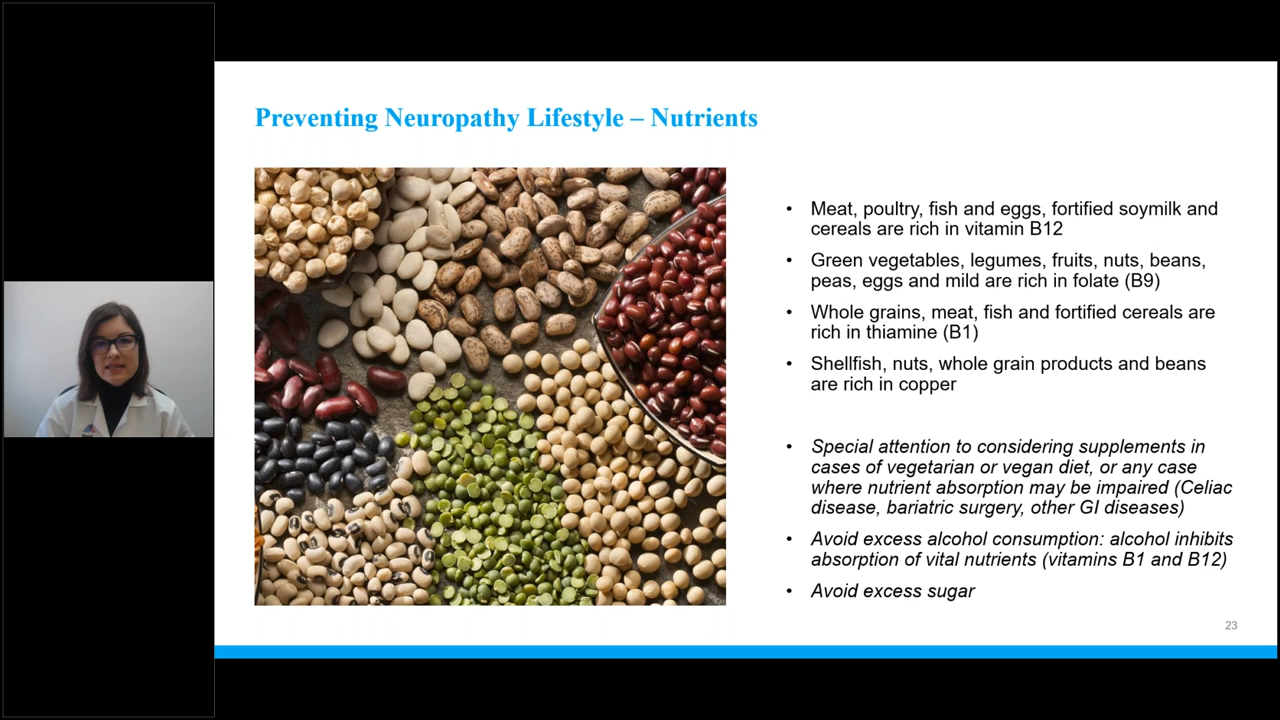 Preventing Neuropathy Lifestyle – Nutrients
• Meat, poultry, fish and eggs, fortified soymilk and
cereals are rich in vitamin B12
• Green vegetables, legumes, fruits, nuts, beans,
peas, eggs and mild are rich in folate (B9)
• Whole grains, meat, fish and fortified cereals are
rich in thiamine (B1)
• Shellfish, nuts, whole grain products and beans
are rich in copper
• Special attention to considering supplements in
cases of vegetarian or vegan diet, or any case
where nutrient absorption may be impaired (Celiac
disease, bariatric surgery, other GI diseases)
• Avoid excess alcohol consumption: alcohol inhibits
absorption of vital nutrients (vitamins B1 and B12)
• Avoid excess sugar
23